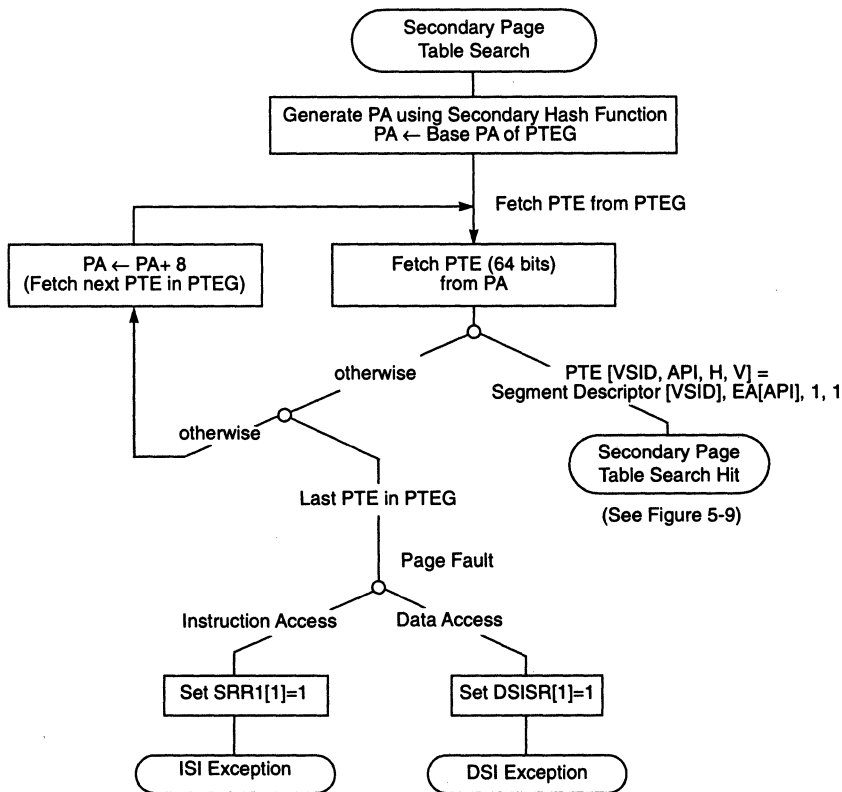 Secondary Page
Table Search
Generate PA using Secondary Hash Function
PA ← Base PA of PTEG
Fetch PTE from PTEG
PA ← PA+ 8
(Fetch next PTE in PTEG)
Fetch PTE (64 bits)
from PA
otherwise
PTE [VSID, API, H, V] =
Segment Descriptor [VSID], EA[API], 1, 1
otherwise
Secondary Page
Table Search Hit
Last PTE in PTEG
(See Figure 5-9)
Page Fault
Instruction Access
Data Access
Set SRR1[1]=1
Set DSISR[1]=1
ISI Exception
DSI Exception